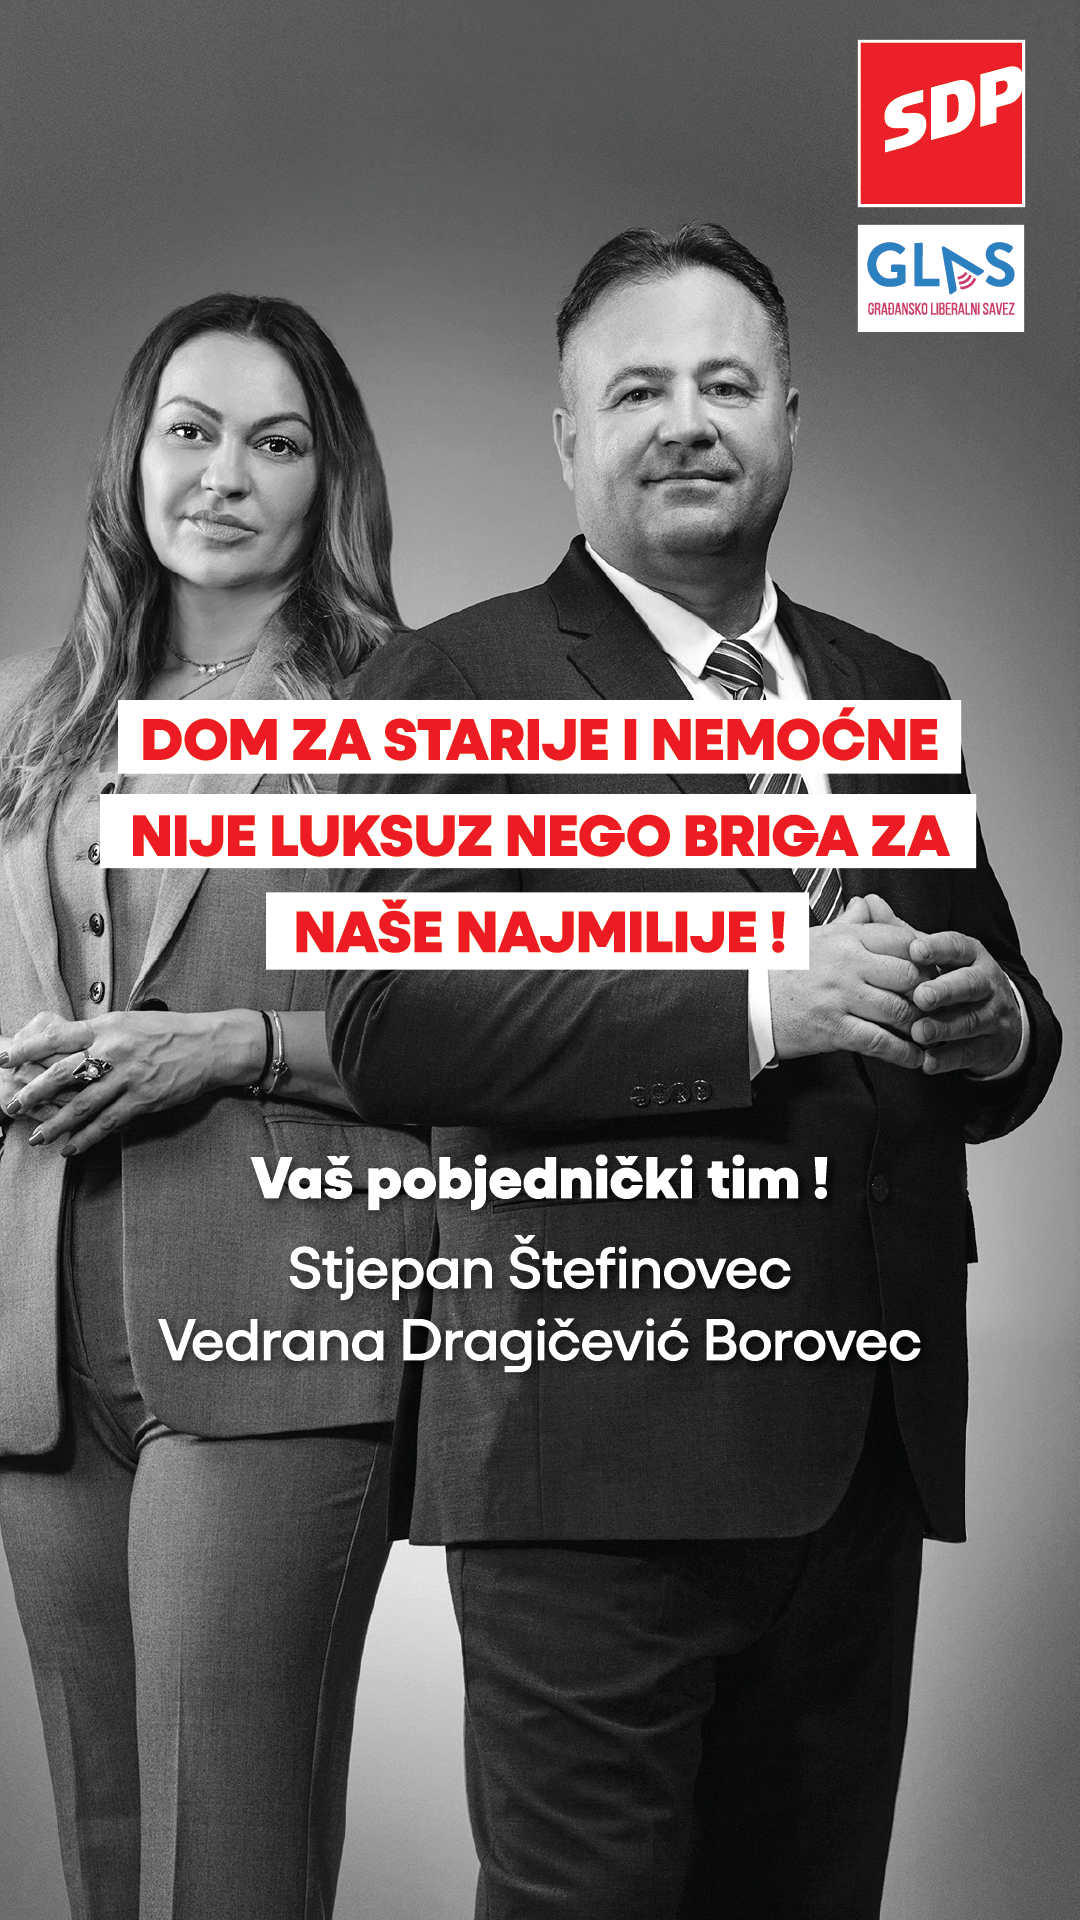 SDP
GLAS
GRAĐANSKO LIBERALNI SAVEZ
DOM ZA STARIJE I NEMOĆNE
NIJE LUKSUZ NEGO BRIGA ZA
NAŠE NAJMILIJE !
Vaš pobjednički tim !
Stjepan Štefinovec
Vedrana Dragičević Borovec